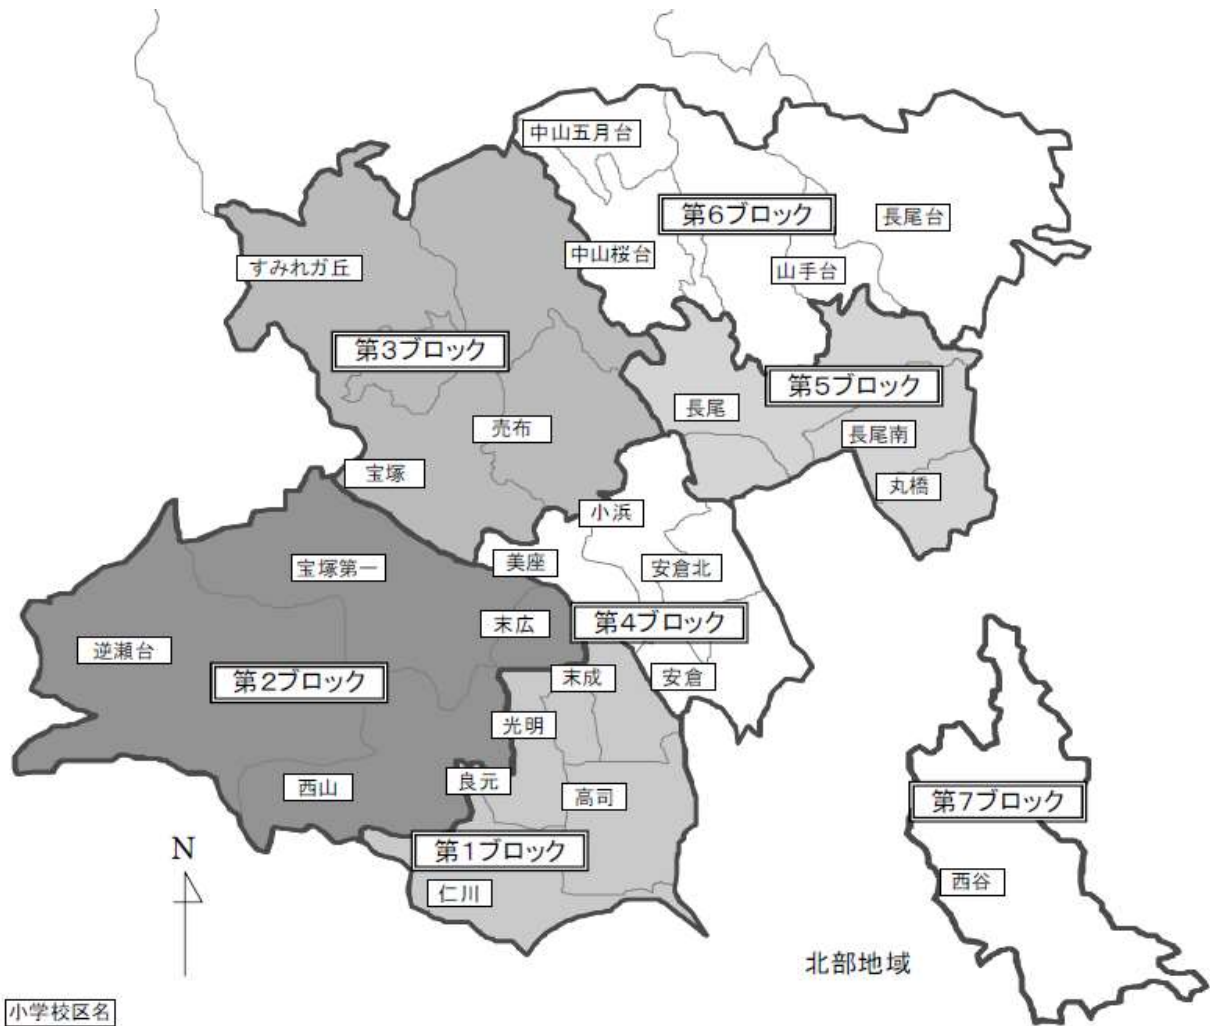 中山五月台
第6ブロック
長尾台
中山桜台
すみれガ丘
山手台
第3ブロック
第5ブロック
長尾
売布
長尾南
宝塚
丸橋
小浜
美座
宝塚第一
安倉北
末広
第4ブロック
逆瀬台
第2ブロック
末成
安倉
光明
良元
西山
高司
第7ブロック
第1ブロック
N
仁川
西谷
北部地域
小学校区名